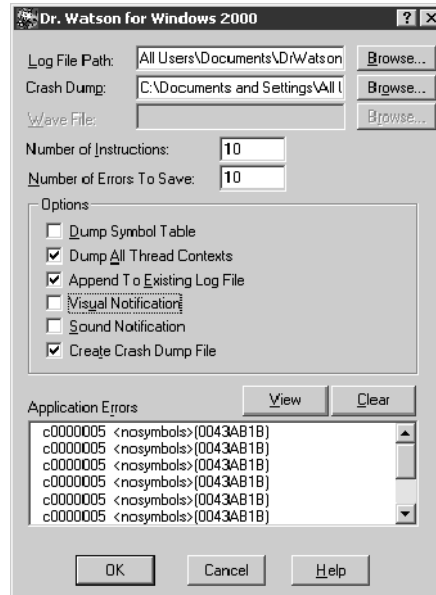 Dr. Watson for Windows 2000
Log File Path: All Users\Documents\DrWatson Browse...
Crash Dump: C:\Documents and Settings\All U Browse...
Wave File: Browse...
Number of Instructions: 10
Number of Errors To Save: 10
Options
Dump Symbol Table
Dump All Thread Contexts
Append To Existing Log File
Visual Notification
Sound Notification
Create Crash Dump File
Application Errors View Clear
c0000005 <nosymbols>(0043AB1B)
c0000005 <nosymbols>(0043AB1B)
c0000005 <nosymbols>(0043AB1B)
c0000005 <nosymbols>(0043AB1B)
c0000005 <nosymbols>(0043AB1B)
OK Cancel Help